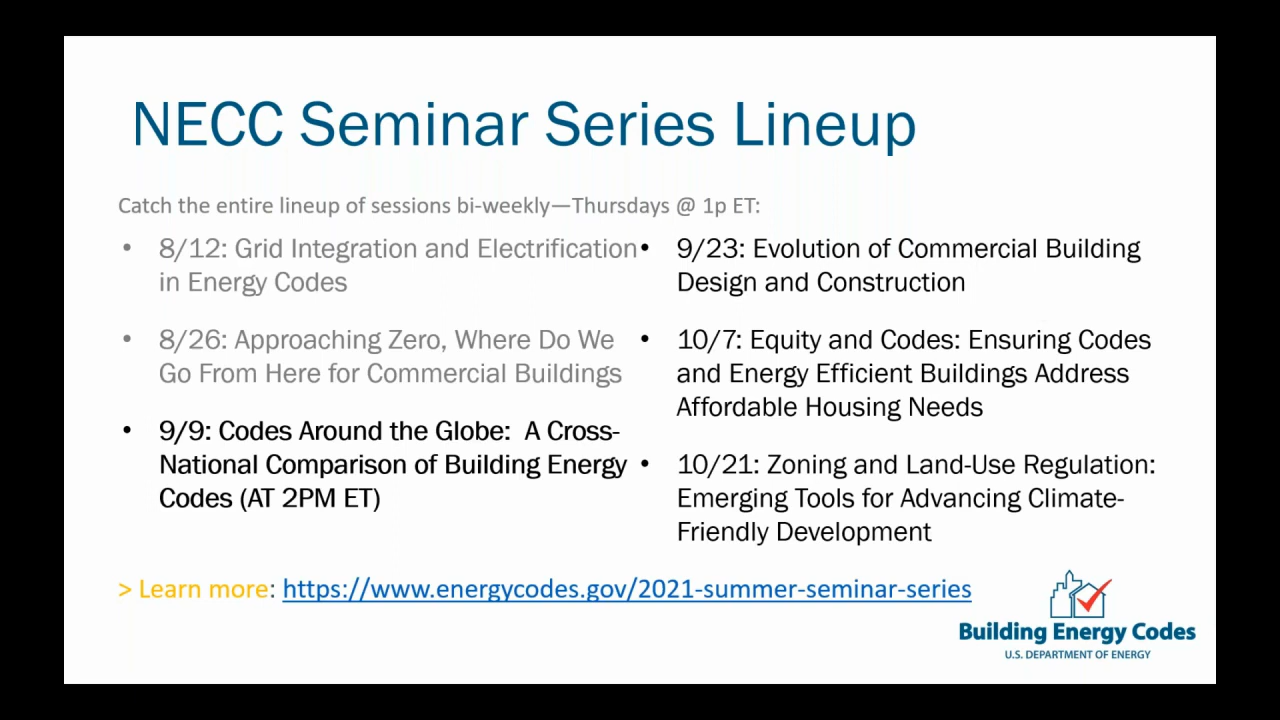 NECC Seminar Series Lineup
Catch the entire lineup of sessions bi-weekly—Thursdays @ 1p ET:
• 8/12: Grid Integration and Electrification
in Energy Codes
• 8/26: Approaching Zero, Where Do We
Go From Here for Commercial Buildings
• 9/9: Codes Around the Globe:  A Cross-
National Comparison of Building Energy
Codes (AT 2PM ET)
• 9/23: Evolution of Commercial Building
Design and Construction
• 10/7: Equity and Codes: Ensuring Codes
and Energy Efficient Buildings Address
Affordable Housing Needs
• 10/21: Zoning and Land-Use Regulation:
Emerging Tools for Advancing Climate-
Friendly Development
> Learn more: https://www.energycodes.gov/2021-summer-seminar-series
Building Energy Codes
U.S. DEPARTMENT OF ENERGY